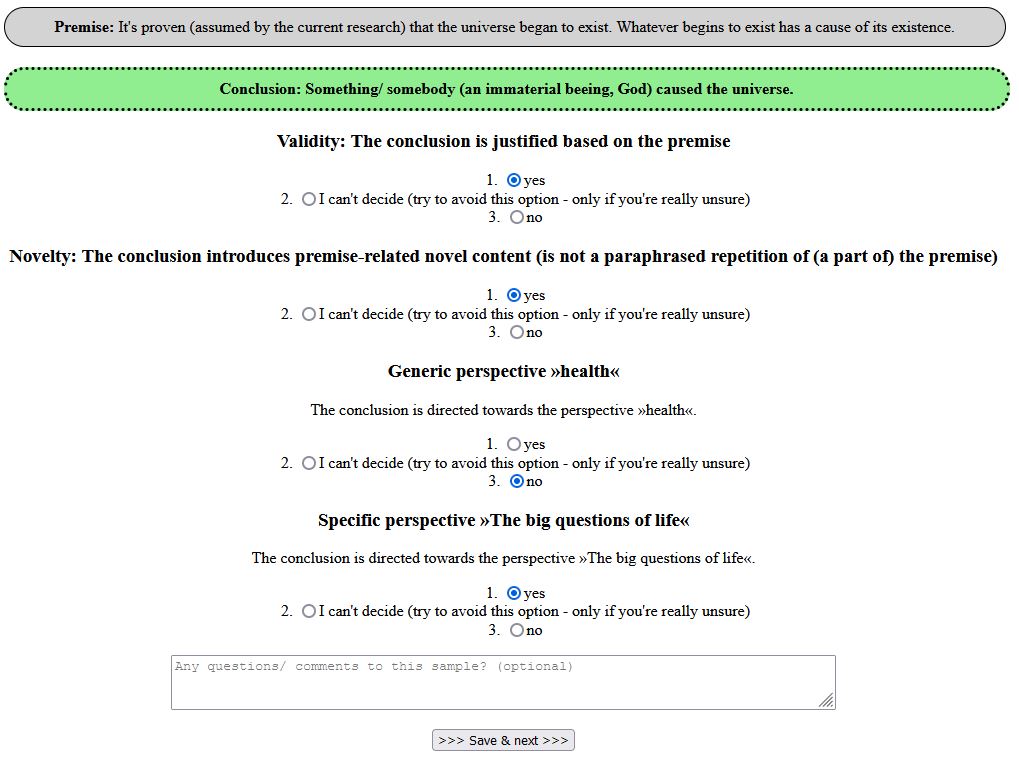 Premise: It's proven (assumed by the current research) that the universe began to exist. Whatever begins to exist has a cause of its existence.
Conclusion: Something/ somebody (an immaterial beeing, God) caused the universe.
Validity: The conclusion is justified based on the premise
1. yes
2. I can't decide (try to avoid this option - only if you're really unsure)
3. no
Novelty: The conclusion introduces premise-related novel content (is not a paraphrased repetition of (a part of) the premise)
1. yes
2. I can't decide (try to avoid this option - only if you're really unsure)
3. no
Generic perspective »health«
The conclusion is directed towards the perspective »health«.
1. yes
2. I can't decide (try to avoid this option - only if you're really unsure)
3. no
Specific perspective »The big questions of life«
The conclusion is directed towards the perspective »The big questions of life«.
1. yes
2. I can't decide (try to avoid this option - only if you're really unsure)
3. no
Any questions/ comments to this sample? (optional)
>>> Save & next >>>